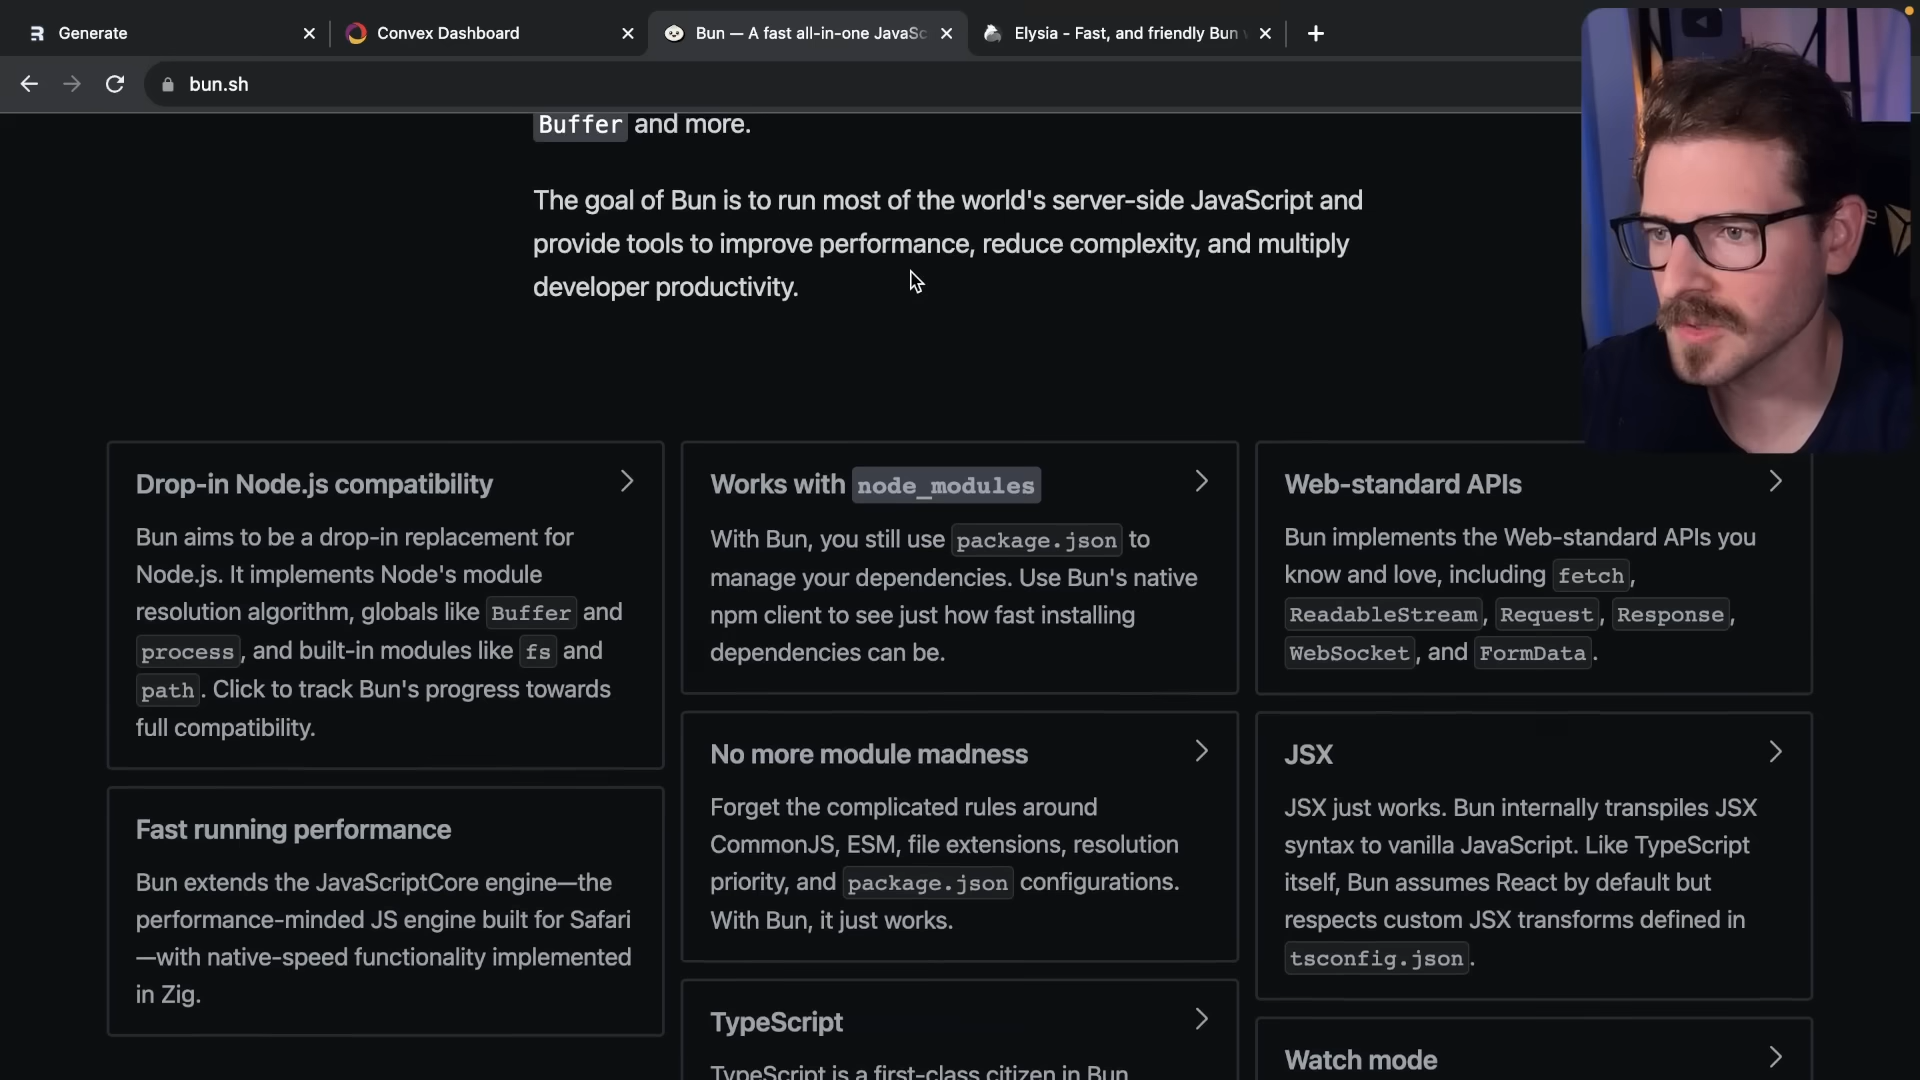 Generate
Convex Dashboard
Bun — A fast all-in-one JavaSc
Elysia - Fast, and friendly Bun
bun.sh
Buffer and more.
The goal of Bun is to run most of the world's server-side JavaScript and
provide tools to improve performance, reduce complexity, and multiply
developer productivity.
Drop-in Node.js compatibility
Bun aims to be a drop-in replacement for
Node.js. It implements Node's module
resolution algorithm, globals like Buffer and
process, and built-in modules like fs and
path. Click to track Bun's progress towards
full compatibility.
Fast running performance
Bun extends the JavaScriptCore engine—the
performance-minded JS engine built for Safari
—with native-speed functionality implemented
in Zig.
Works with node_modules
With Bun, you still use package.json to
manage your dependencies. Use Bun's native
npm client to see just how fast installing
dependencies can be.
No more module madness
Forget the complicated rules around
CommonJS, ESM, file extensions, resolution
priority, and package.json configurations.
With Bun, it just works.
TypeScript
TypeScript is a first-class citizen in Bun.
Web-standard APIs
Bun implements the Web-standard APIs you
know and love, including fetch,
ReadableStream, Request, Response,
WebSocket, and FormData.
JSX
JSX just works. Bun internally transpiles JSX
syntax to vanilla JavaScript. Like TypeScript
itself, Bun assumes React by default but
respects custom JSX transforms defined in
tsconfig.json.
Watch mode